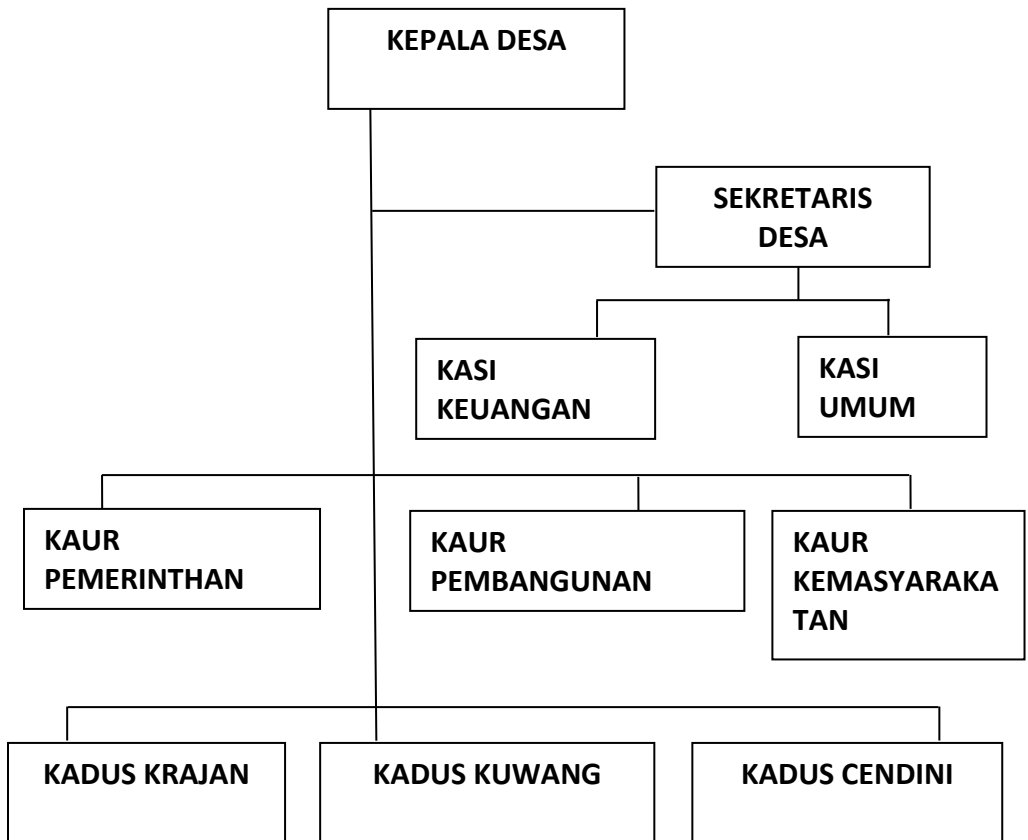 KEPALA DESA
SEKRETARIS
DESA
KASI
KEUANGAN
KASI
UMUM
KAUR
PEMERINTHAN
KAUR
PEMBANGUNAN
KAUR
KEMASYARAKA
TAN
KADUS KRAJAN
KADUS KUWANG
KADUS CENDINI